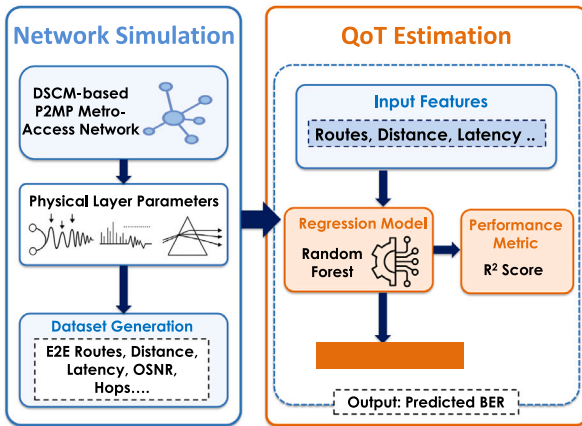 Network Simulation
DSCM-based
P2MP Metro-
Access Network
Physical Layer Parameters
Dataset Generation
E2E Routes, Distance,
Latency, OSNR,
Hops....
QoT Estimation
Input Features
Routes, Distance, Latency ..
Regression Model
Random
Forest
Performance
Metric
R² Score
Output: Predicted BER